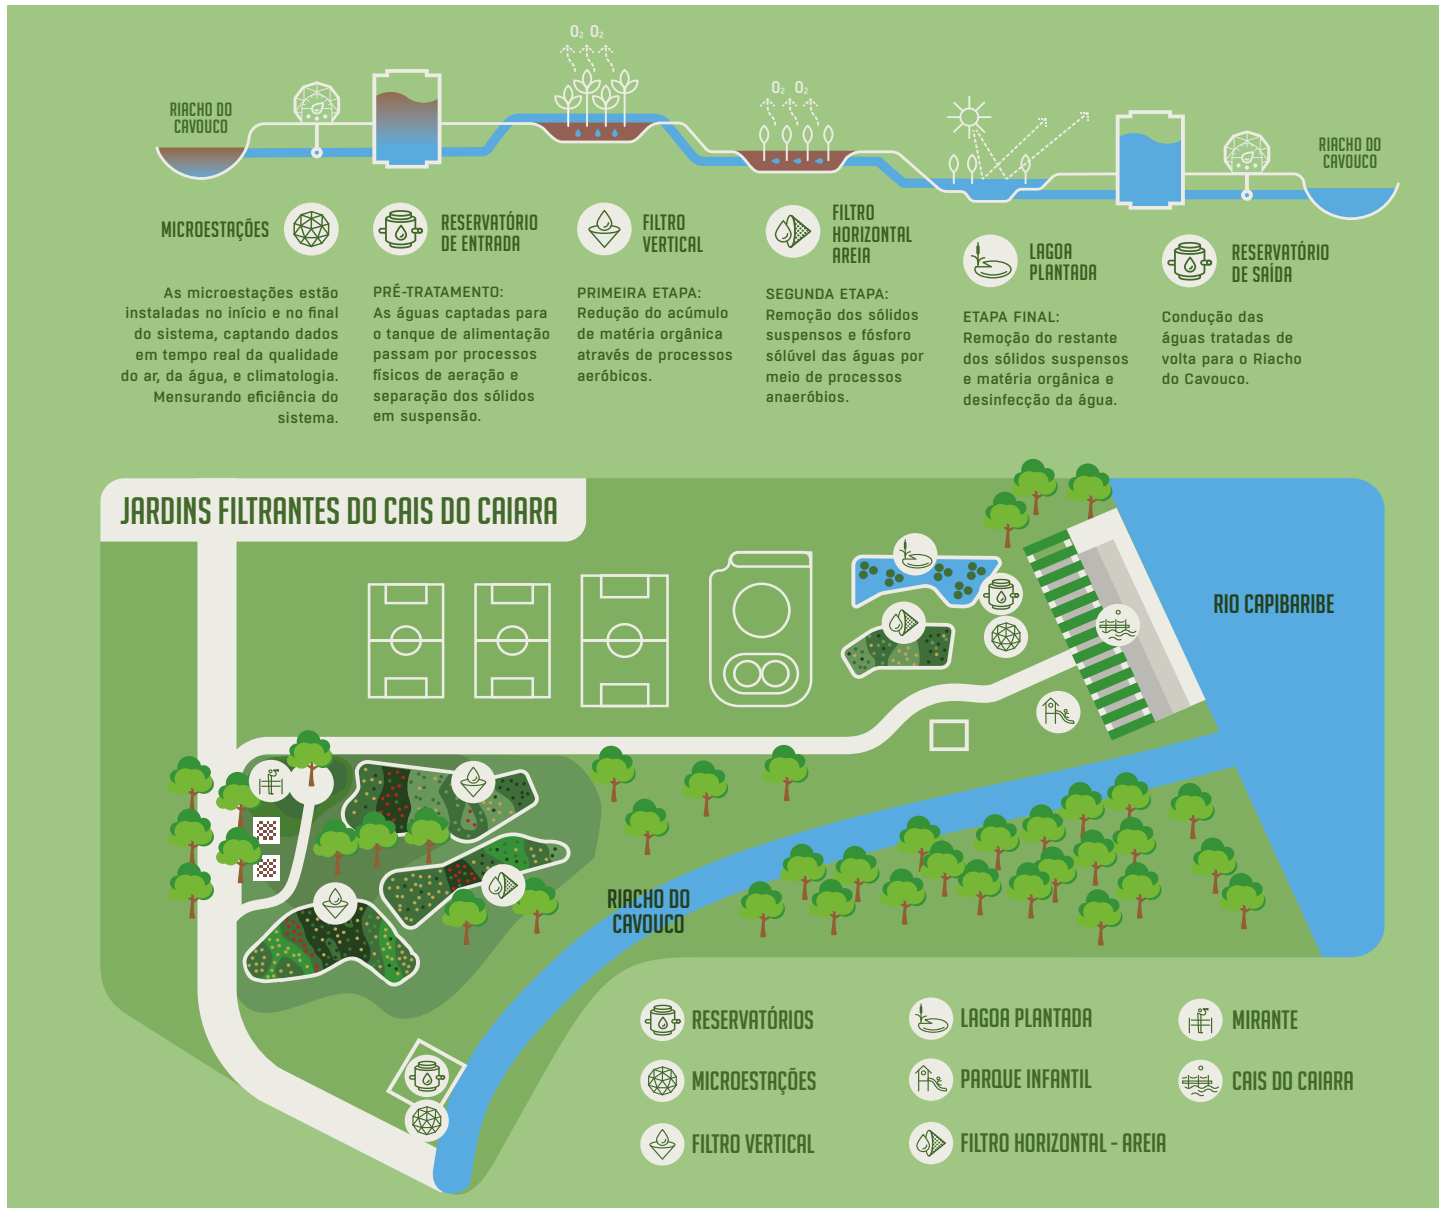 O₂ O₂
O₂ O₂
RIACHO DO
CAVOUCO
RIACHO DO
CAVOUCO
MICROESTAÇÕES
As microestações estão
instaladas no início e no final
do sistema, captando dados
em tempo real da qualidade
do ar, da água, e climatologia.
Mensurando eficiência do
sistema.
RESERVATÓRIO
DE ENTRADA
PRÉ-TRATAMENTO:
As águas captadas para
o tanque de alimentação
passam por processos
físicos de aeração e
separação dos sólidos
em suspensão.
FILTRO
VERTICAL
PRIMEIRA ETAPA:
Redução do acúmulo
de matéria orgânica
através de processos
aeróbicos.
FILTRO
HORIZONTAL
AREIA
SEGUNDA ETAPA:
Remoção dos sólidos
suspensos e fósforo
sólúvel das águas por
meio de processos
anaeróbios.
LAGOA
PLANTADA
ETAPA FINAL:
Remoção do restante
dos sólidos suspensos
e matéria orgânica e
desinfecção da água.
RESERVATÓRIO
DE SAÍDA
Condução das
águas tratadas de
volta para o Riacho
do Cavouco.
JARDINS FILTRANTES DO CAIS DO CAIARA
RIO CAPIBARIBE
RIACHO DO
CAVOUCO
RESERVATÓRIOS
MICROESTAÇÕES
FILTRO VERTICAL
LAGOA PLANTADA
PARQUE INFANTIL
FILTRO HORIZONTAL - AREIA
MIRANTE
CAIS DO CAIARA